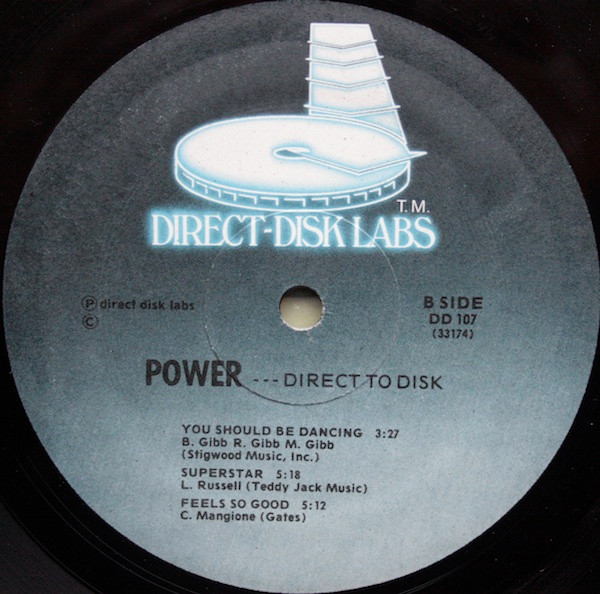 T.M.
DIRECT-DISK LABS
Ⓟ direct disk labs
©
B SIDE
DD 107
(33174)
POWER --- DIRECT TO DISK
YOU SHOULD BE DANCING 3:27
B. Gibb R. Gibb M. Gibb
(Stigwood Music, Inc.)
SUPERSTAR 5:18
L. Russell (Teddy Jack Music)
FEELS SO GOOD 5:12
C. Mangione (Gates)